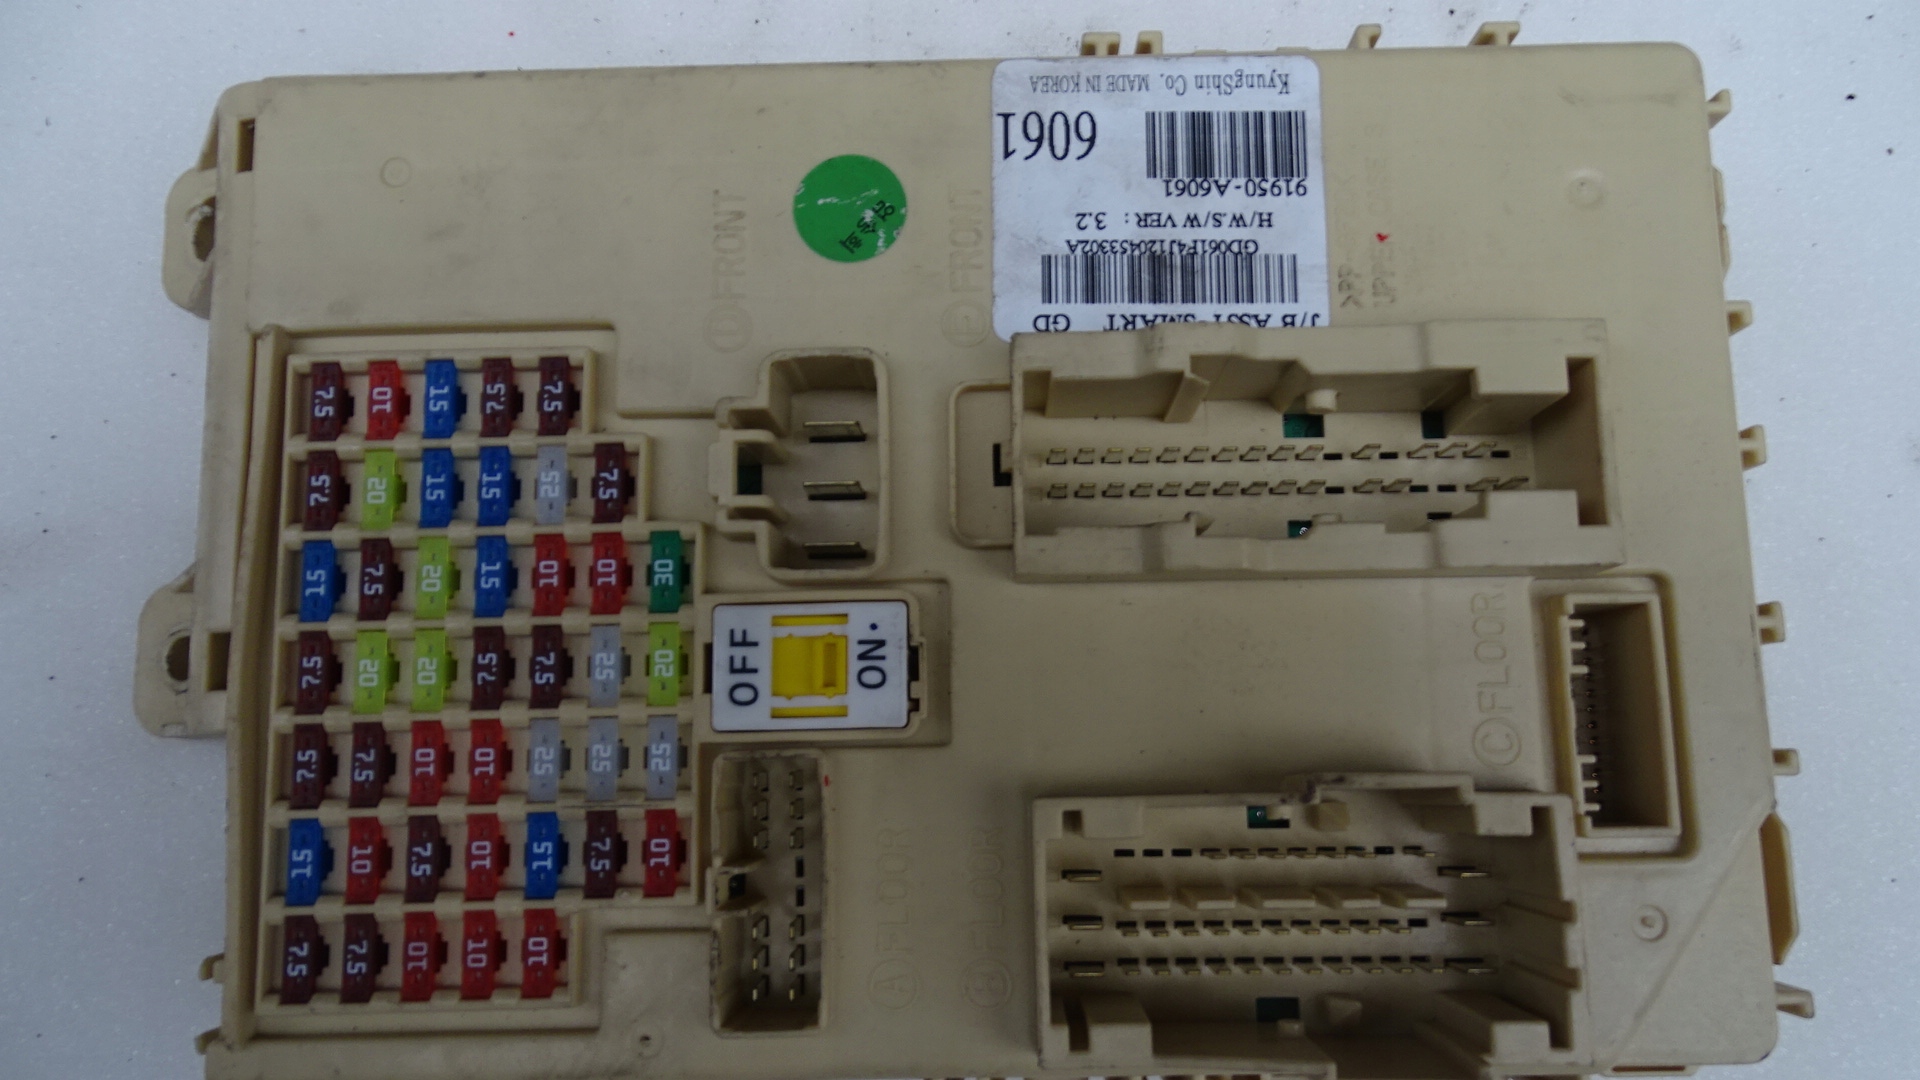 KyungShin Co. MADE IN KOREA
6061
91950-A6061
H/W.S/W VER : 3.2
GD061F4J120453302A
J/B ASSY-SMART GD
D FRONT
E FRONT
7.5 10 15 7.5 7.5
7.5 20 15 15 25 7.5
15 7.5 20 15 10 10 30
7.5 20 20 7.5 7.5 25 20
7.5 7.5 10 10 25 25 25
15 10 7.5 10 15 7.5 10
7.5 7.5 10 10 10
OFF
ON
C FLOOR
A FLOOR
B FLOOR